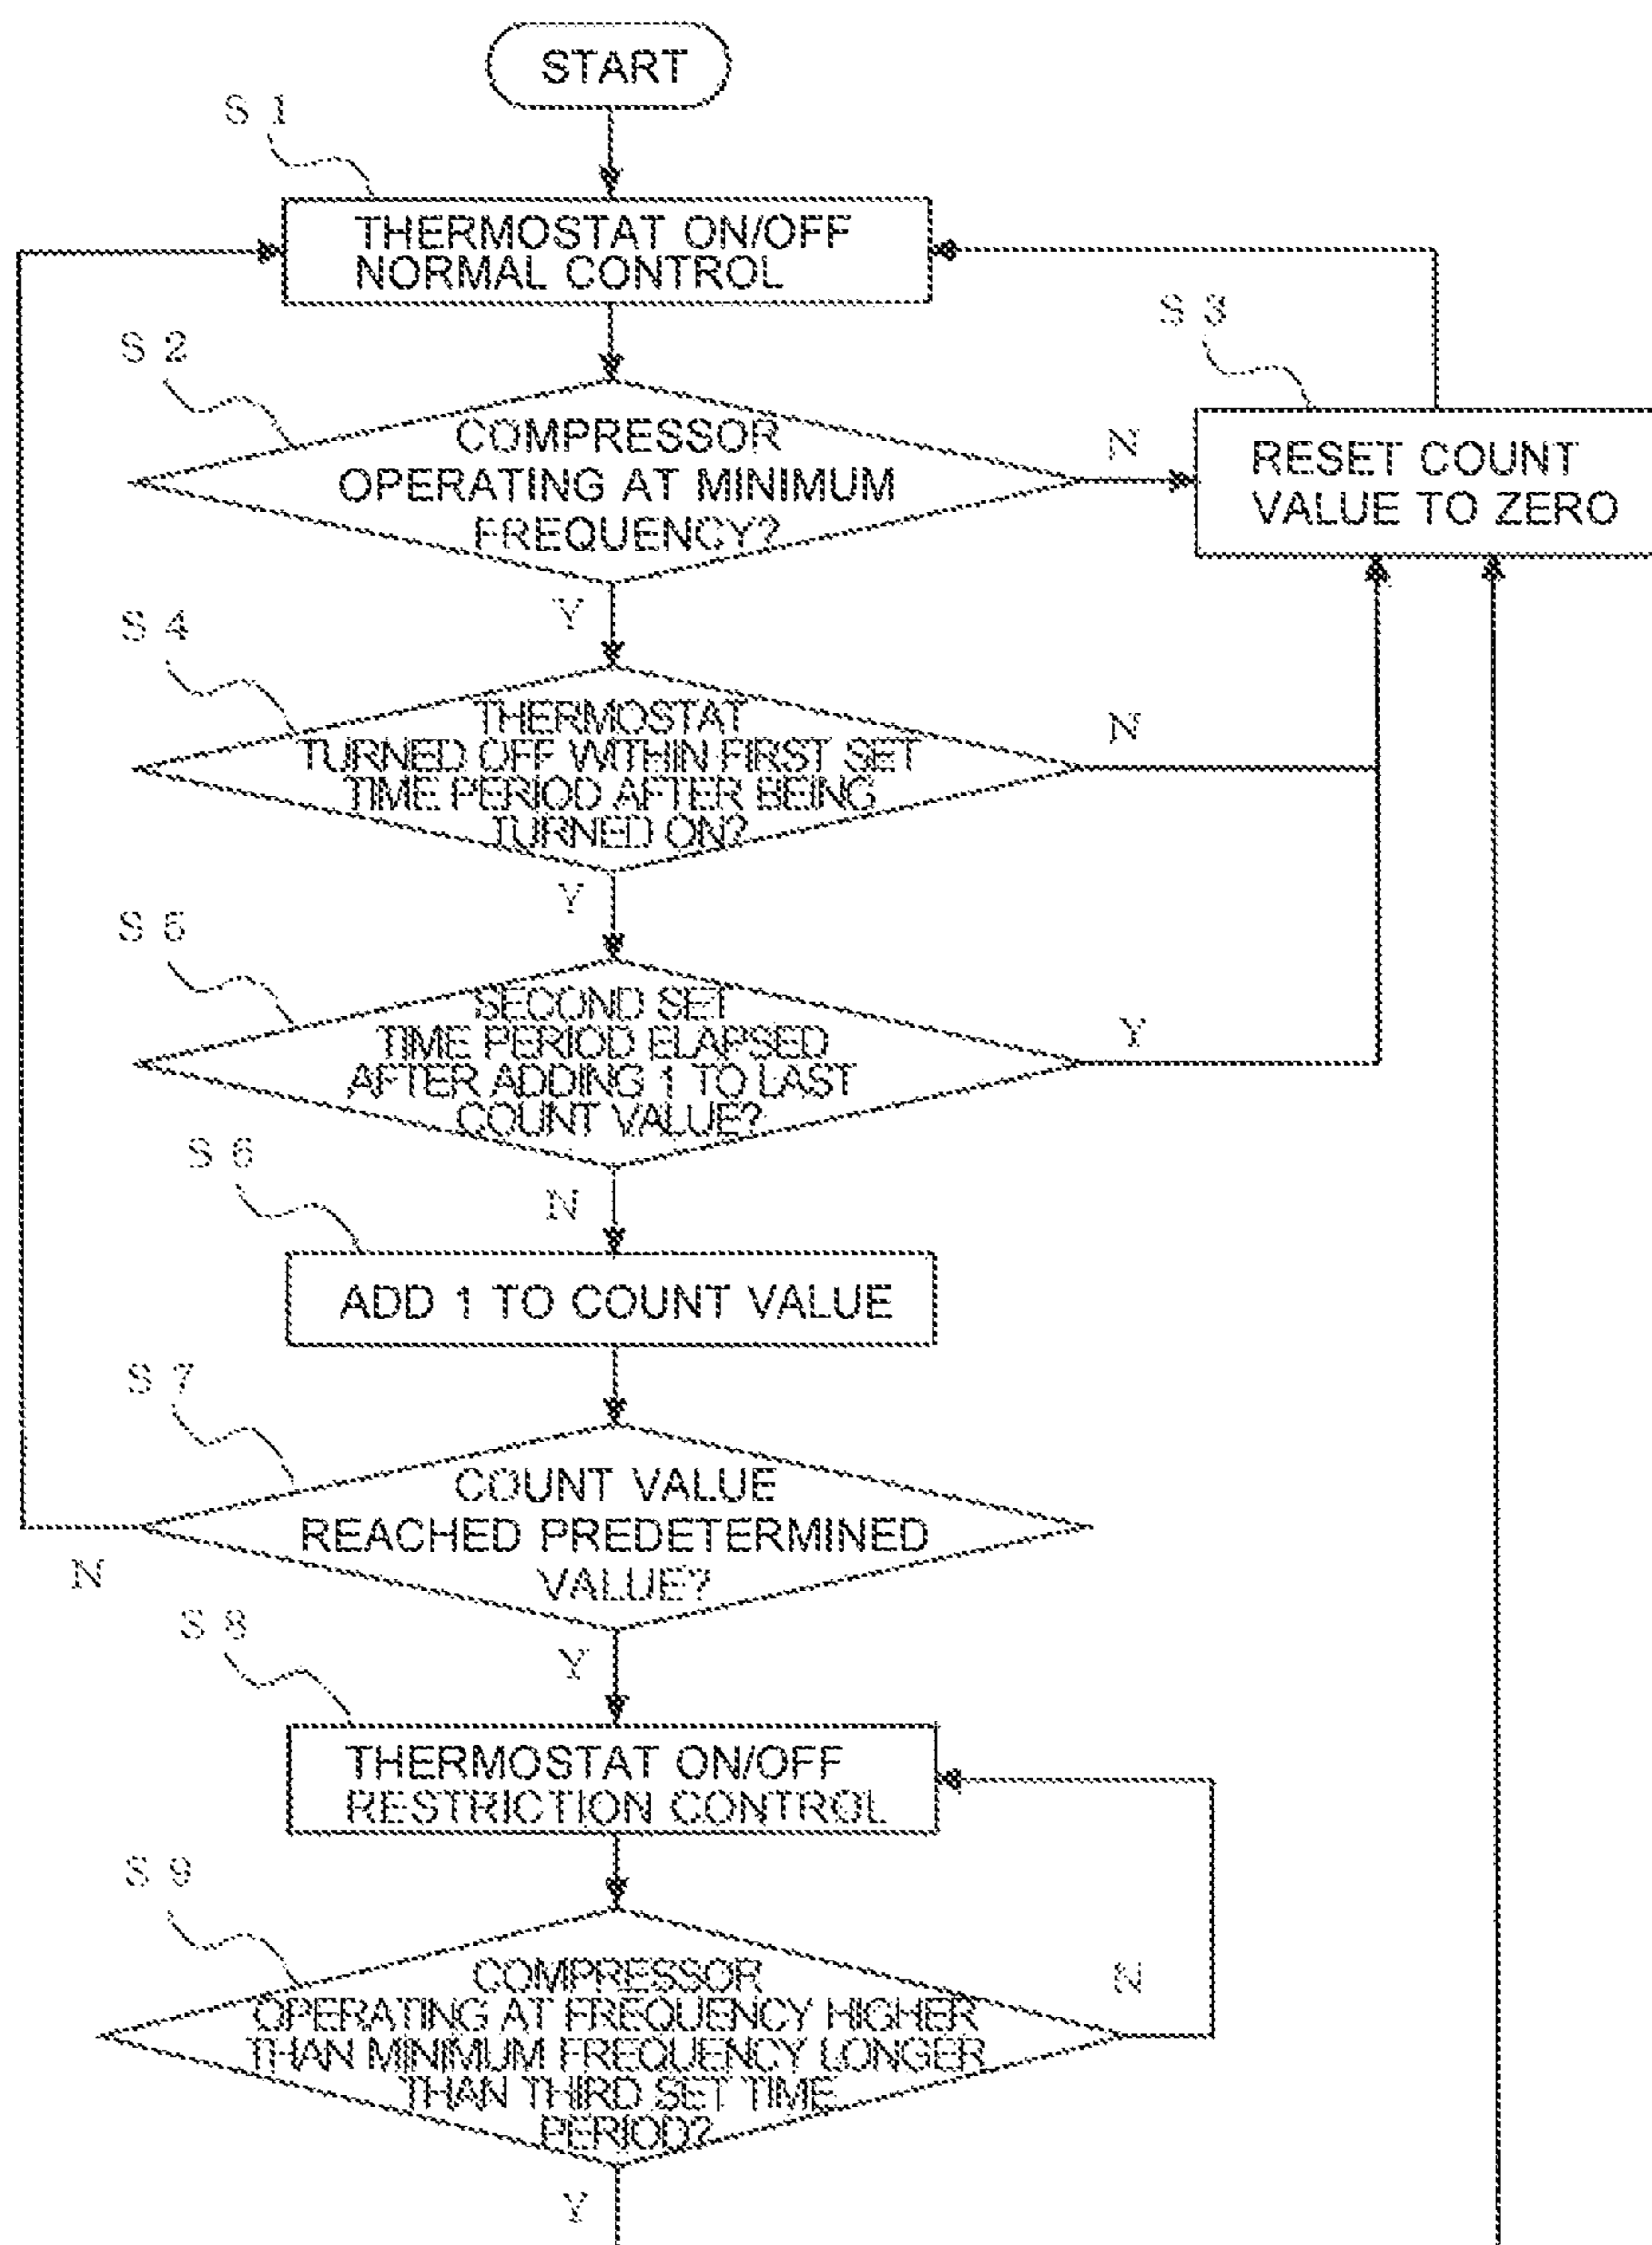 START
S 1
THERMOSTAT ON/OFF
NORMAL CONTROL
S 2
COMPRESSOR
OPERATING AT MINIMUM
FREQUENCY?
N
S 3
RESET COUNT
VALUE TO ZERO
Y
S 4
THERMOSTAT
TURNED OFF WITHIN FIRST SET
TIME PERIOD AFTER BEING
TURNED ON?
N
Y
S 5
SECOND SET
TIME PERIOD ELAPSED
AFTER ADDING 1 TO LAST
COUNT VALUE?
Y
N
S 6
ADD 1 TO COUNT VALUE
S 7
COUNT VALUE
REACHED PREDETERMINED
VALUE?
N
Y
S 8
THERMOSTAT ON/OFF
RESTRICTION CONTROL
S 9
COMPRESSOR
OPERATING AT FREQUENCY HIGHER
THAN MINIMUM FREQUENCY LONGER
THAN THIRD SET TIME
PERIOD?
N
Y